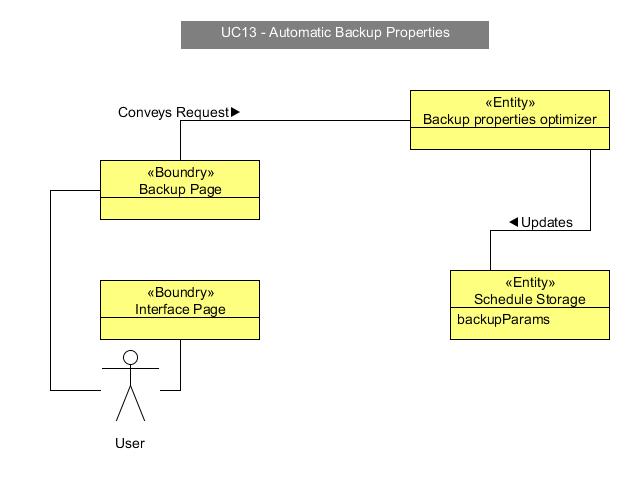 UC13 - Automatic Backup Properties
«Entity»
Backup properties optimizer
Conveys Request▶
«Boundry»
Backup Page
◀Updates
«Entity»
Schedule Storage
backupParams
«Boundry»
Interface Page
User